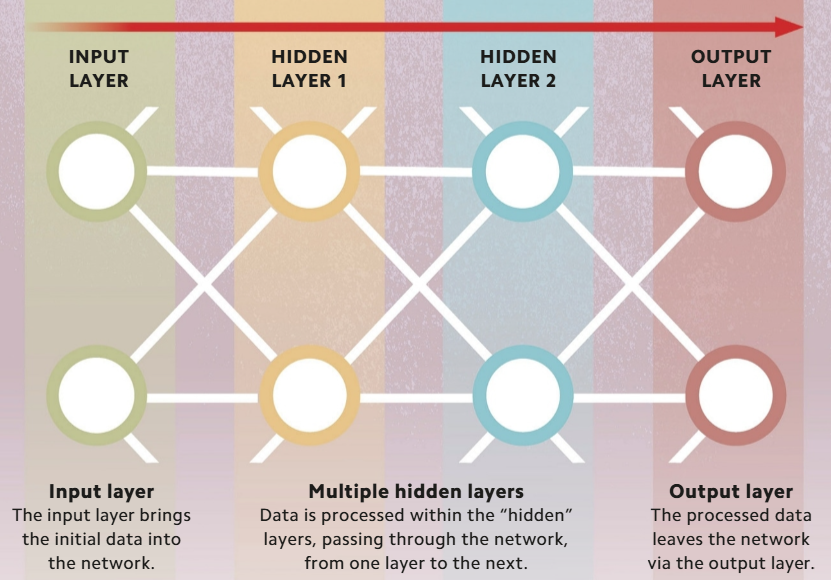 INPUT
LAYER
HIDDEN
LAYER 1
HIDDEN
LAYER 2
OUTPUT
LAYER
Input layer
The input layer brings
the initial data into
the network.
Multiple hidden layers
Data is processed within the “hidden”
layers, passing through the network,
from one layer to the next.
Output layer
The processed data
leaves the network
via the output layer.